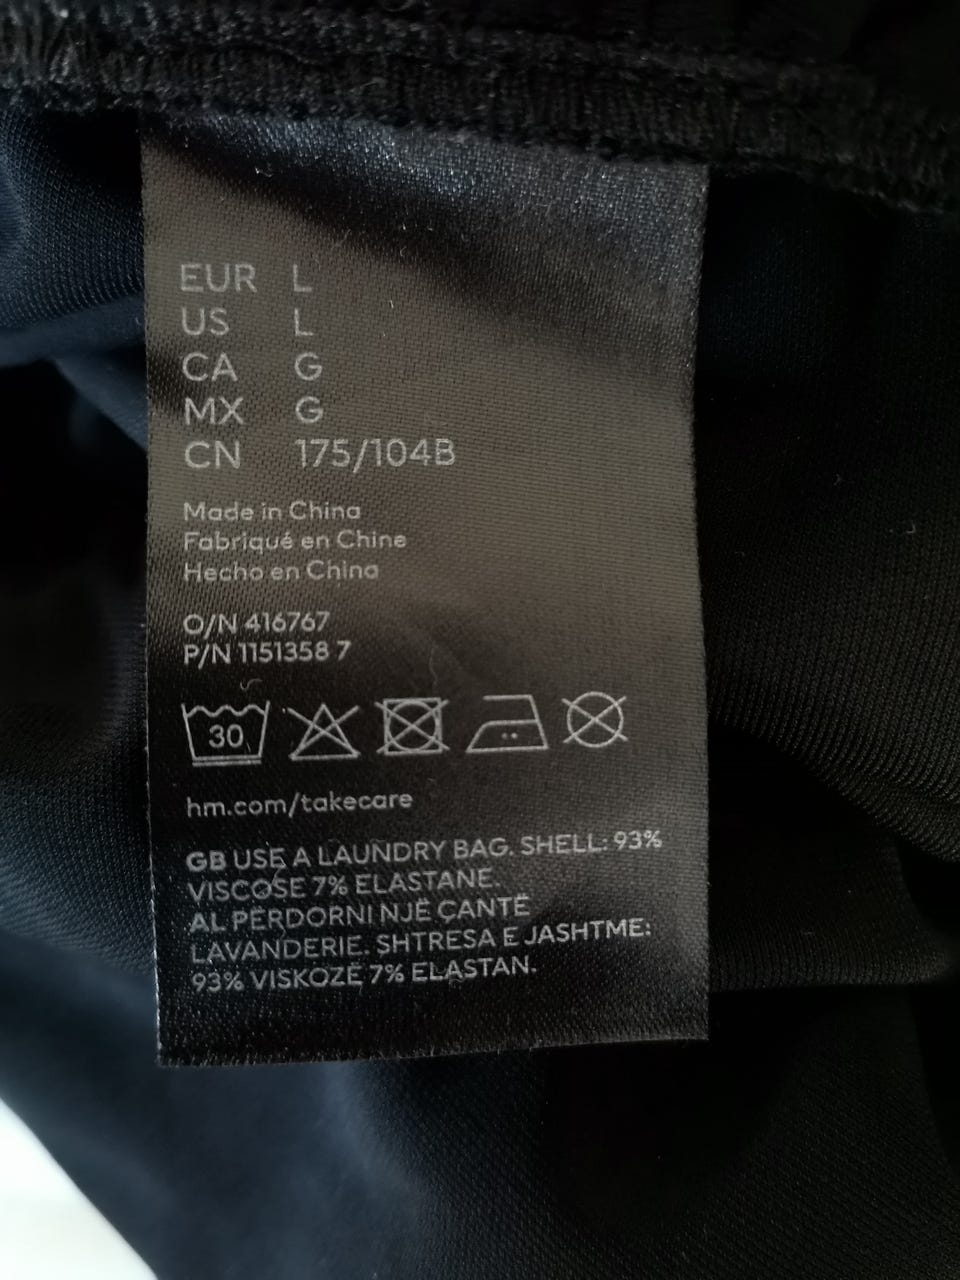 EUR L
US L
CA G
MX G
CN 175/104B
Made in China
Fabriqué en Chine
Hecho en China
O/N 416767
P/N 1151358 7
30
hm.com/takecare
GB USE A LAUNDRY BAG. SHELL: 93%
VISCOSE 7% ELASTANE.
AL PËRDORNI NJË ÇANTË
LAVANDERIE. SHTRESA E JASHTME:
93% VISKOZË 7% ELASTAN.